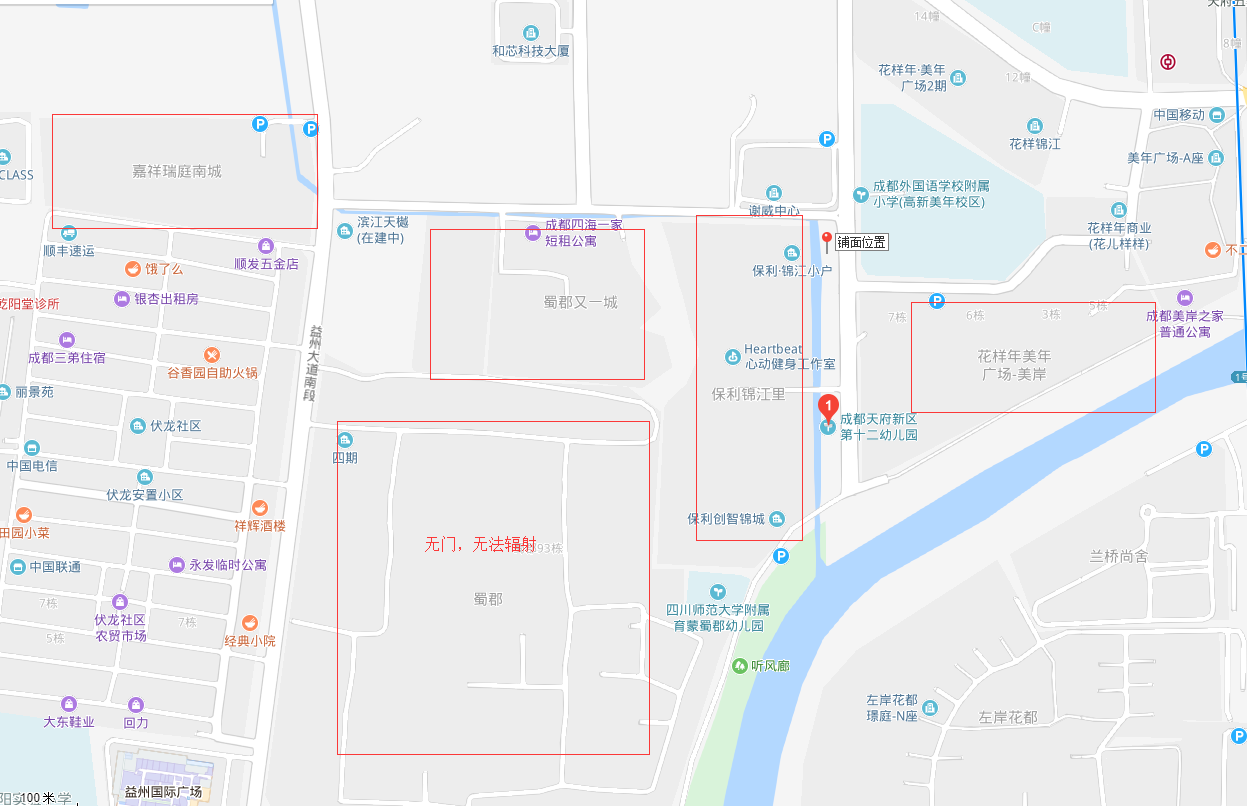 天府五
14幢
C幢
8幢
和芯科技大厦
花样年·美年
广场2期
12幢
中国移动
花样锦江
美年广场-A座
CLASS
嘉祥瑞庭南城
成都外国语学校附属
小学(高新美年校区)
谢威中心
滨江天樾
(在建中)
成都四海一家
短租公寓
铺面位置
花样年商业
(花儿样样)
不二
顺丰速运
顺发五金店
饿了么
保利·锦江小户
乾阳堂诊所
银杏出租房
蜀郡又一城
7栋
6栋
3栋
5栋
成都美岸之家
普通公寓
益州大道南段
成都三弟住宿
谷香园自助火锅
Heartbeat
心动健身工作室
花样年美年
广场-美岸
1号
丽景苑
保利锦江里
1
成都天府新区
第十二幼儿园
伏龙社区
四期
中国电信
伏龙安置小区
田园小菜
祥辉酒楼
保利创智锦城
无门，无法辐射
93栋
兰桥尚舍
中国联通
永发临时公寓
7栋
伏龙社区
农贸市场
7栋
5栋
蜀郡
四川师范大学附属
育蒙蜀郡幼儿园
经典小院
听风廊
大东鞋业
回力
左岸花都
璟庭-N座
左岸花都
益州国际广场
100 米